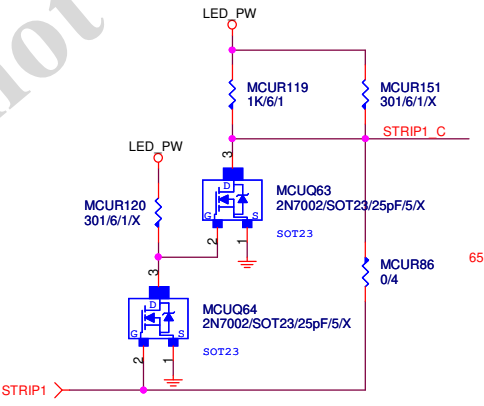 not
LED_PW
MCUR119
1K/6/1
MCUR151
301/6/1/X
STRIP1_C
LED_PW
3
D
G
S
MCUQ63
2N7002/SOT23/25pF/5/X
SOT23
2
1
MCUR120
301/6/1/X
MCUR86
0/4
65
3
D
G
S
MCUQ64
2N7002/SOT23/25pF/5/X
SOT23
2
1
STRIP1